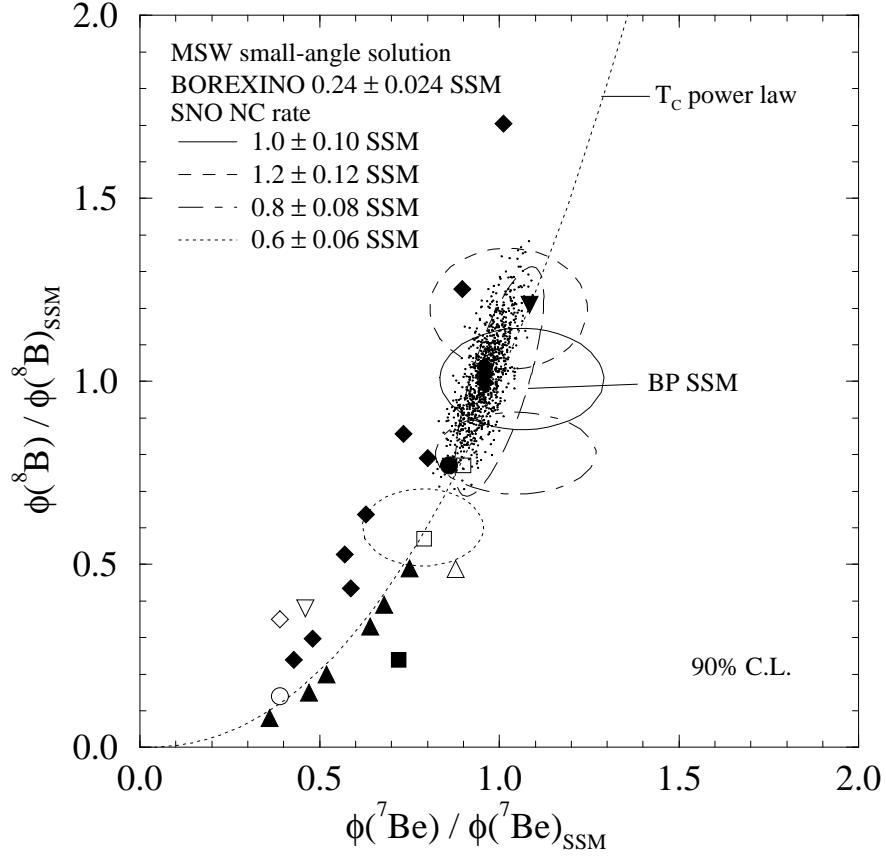 2.0
MSW small-angle solution
BOREXINO 0.24 ± 0.024 SSM
SNO NC rate
1.0 ± 0.10 SSM
1.2 ± 0.12 SSM
0.8 ± 0.08 SSM
0.6 ± 0.06 SSM
T_C power law
1.5
ϕ(⁸B) / ϕ(⁸B)_SSM
1.0
BP SSM
0.5
90% C.L.
0.0
0.0 0.5 1.0 1.5 2.0
ϕ(⁷Be) / ϕ(⁷Be)_SSM